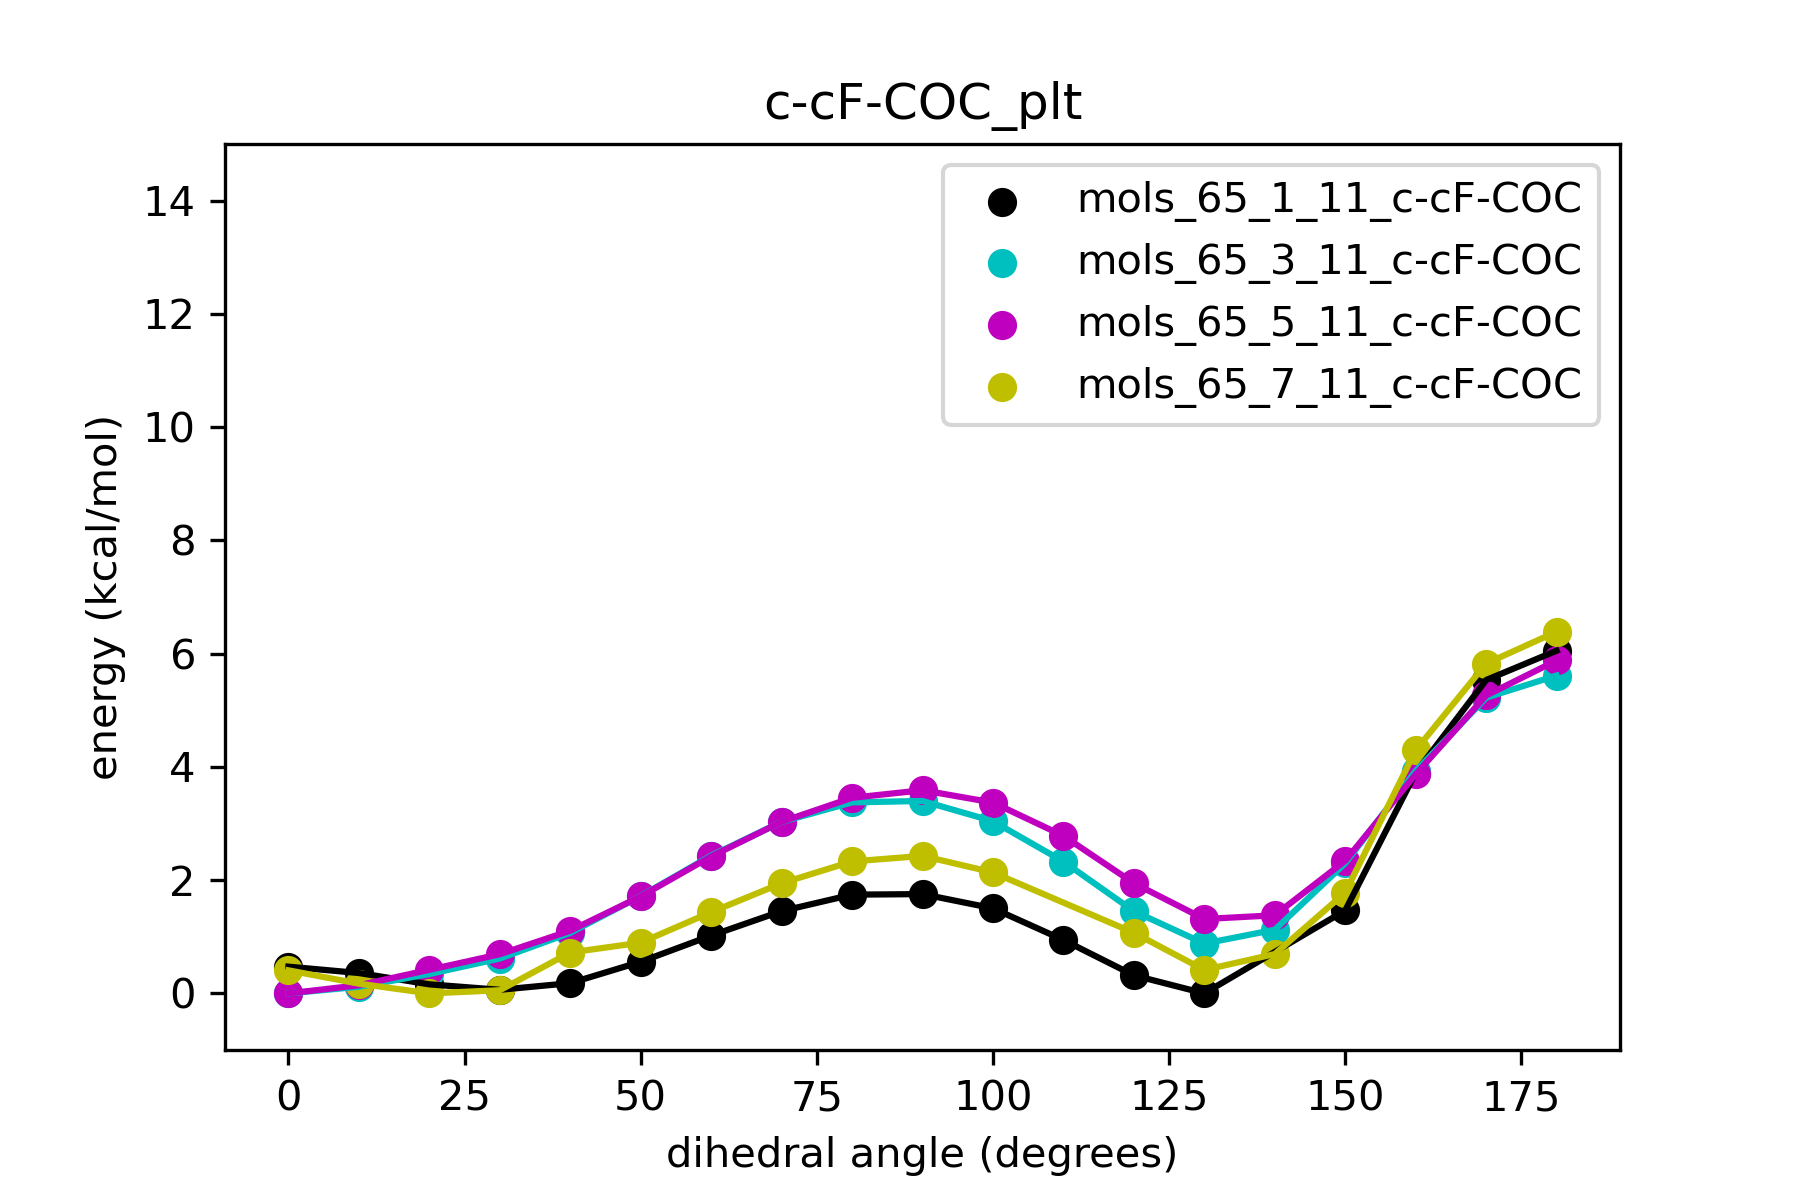 c-cF-COC_plt
mols_65_1_11_c-cF-COC
mols_65_3_11_c-cF-COC
mols_65_5_11_c-cF-COC
mols_65_7_11_c-cF-COC
energy (kcal/mol)
14
12
10
8
6
4
2
0
0 25 50 75 100 125 150 175
dihedral angle (degrees)